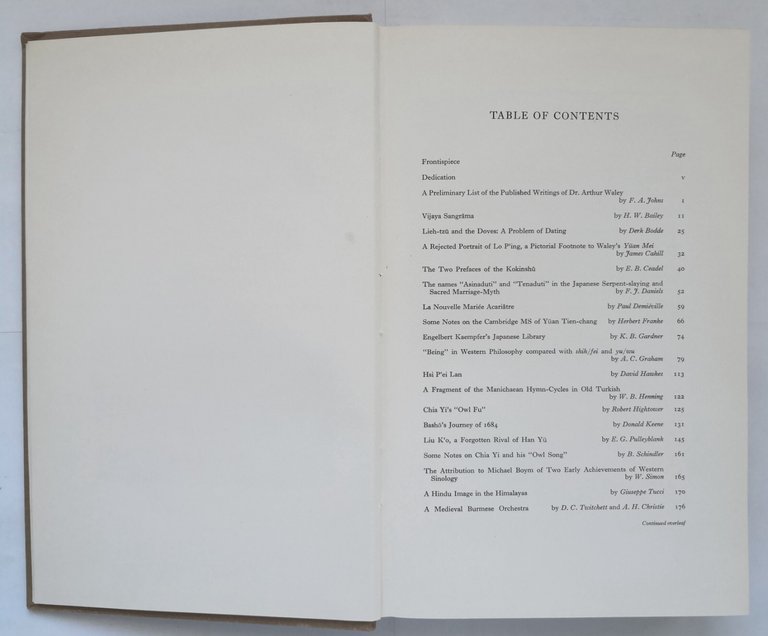 TABLE OF CONTENTS
Page
Frontispiece
Dedication v
A Preliminary List of the Published Writings of Dr. Arthur Waley
by F. A. Johns 1
Vijaya Sangrāma by H. W. Bailey 11
Lieh-tzŭ and the Doves: A Problem of Dating by Derk Bodde 25
A Rejected Portrait of Lo P'ing, a Pictorial Footnote to Waley's Yüan Mei
by James Cahill 32
The Two Prefaces of the Kokinshū by E. B. Ceadel 40
The names "Asinaduti" and "Tenaduti" in the Japanese Serpent-slaying and
Sacred Marriage-Myth by F. J. Daniels 52
La Nouvelle Mariée Acariâtre by Paul Demiéville 59
Some Notes on the Cambridge MS of Yüan Tien-chang by Herbert Franke 66
Engelbert Kaempfer's Japanese Library by K. B. Gardner 74
"Being" in Western Philosophy compared with shih/fei and yu/wu
by A. C. Graham 79
Hsi P'ei Lan by David Hawkes 113
A Fragment of the Manichaean Hymn-Cycles in Old Turkish
by W. B. Henning 122
Chia Yi's "Owl Fu" by Robert Hightower 125
Bashō's Journey of 1684 by Donald Keene 131
Liu K'o, a Forgotten Rival of Han Yü by E. G. Pulleyblank 145
Some Notes on Chia Yi and his "Owl Song" by B. Schindler 161
The Attribution to Michael Boym of Two Early Achievements of Western
Sinology by W. Simon 165
A Hindu Image in the Himalayas by Giuseppe Tucci 170
A Medieval Burmese Orchestra by D. C. Twitchett and A. H. Christie 176
Continued overleaf